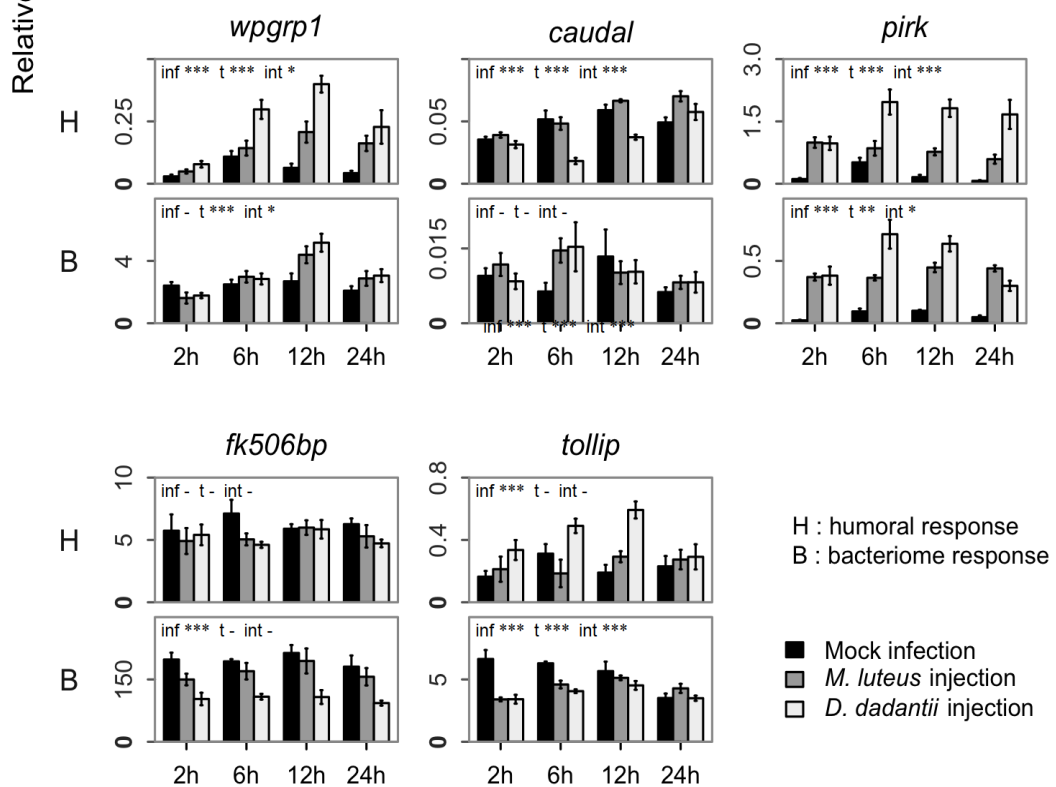 Relative
wpgrp1 caudal pirk
H
inf *** t *** int *
0 0.25
inf *** t *** int ***
0 0.05
inf *** t *** int ***
0 1.5 3.0
B
inf - t *** int *
0 4
inf - t - int -
0 0.015
inf *** t ** int *
0 0.5
inf *** t *** int ***
2h 6h 12h 24h 2h 6h 12h 24h 2h 6h 12h 24h
fk506bp tollip
H
inf - t - int -
0 5 10
inf *** t - int -
0 0.4 0.8
B
inf *** t - int -
0 150
inf *** t *** int ***
0 5
2h 6h 12h 24h 2h 6h 12h 24h
H : humoral response
B : bacteriome response
Mock infection
M. luteus injection
D. dadantii injection